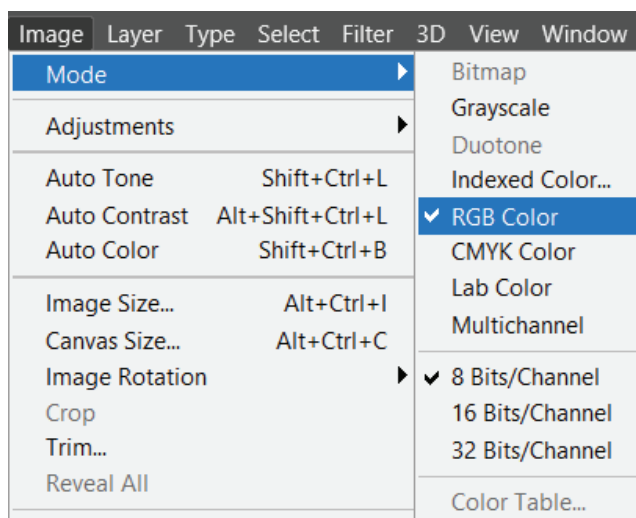 Image Layer Type Select Filter 3D View Window
Mode
Adjustments
Auto Tone Shift+Ctrl+L
Auto Contrast Alt+Shift+Ctrl+L
Auto Color Shift+Ctrl+B
Image Size... Alt+Ctrl+I
Canvas Size... Alt+Ctrl+C
Image Rotation
Crop
Trim...
Reveal All
Bitmap
Grayscale
Duotone
Indexed Color...
RGB Color
CMYK Color
Lab Color
Multichannel
8 Bits/Channel
16 Bits/Channel
32 Bits/Channel
Color Table...